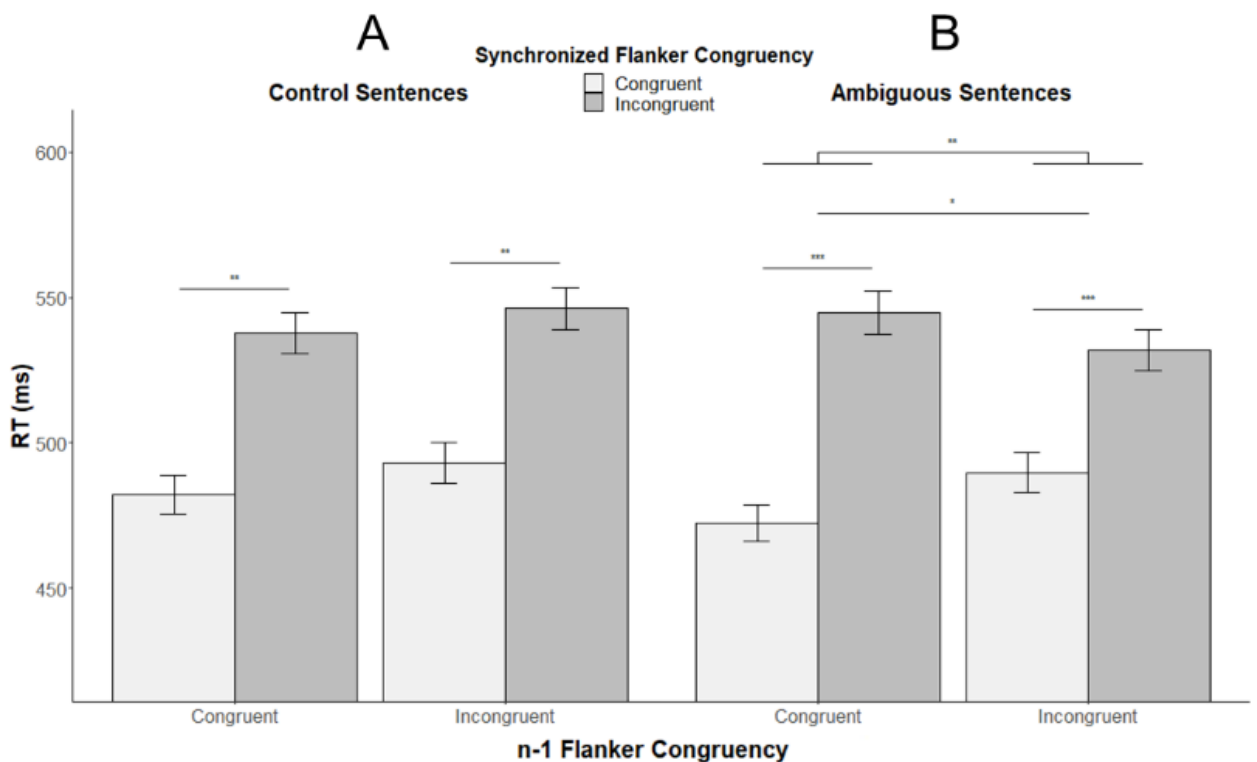 A
B
Synchronized Flanker Congruency
Congruent
Incongruent
Control Sentences
Ambiguous Sentences
600
550
500
450
RT (ms)
**
**
**
*
***
***
Congruent
Incongruent
Congruent
Incongruent
n-1 Flanker Congruency